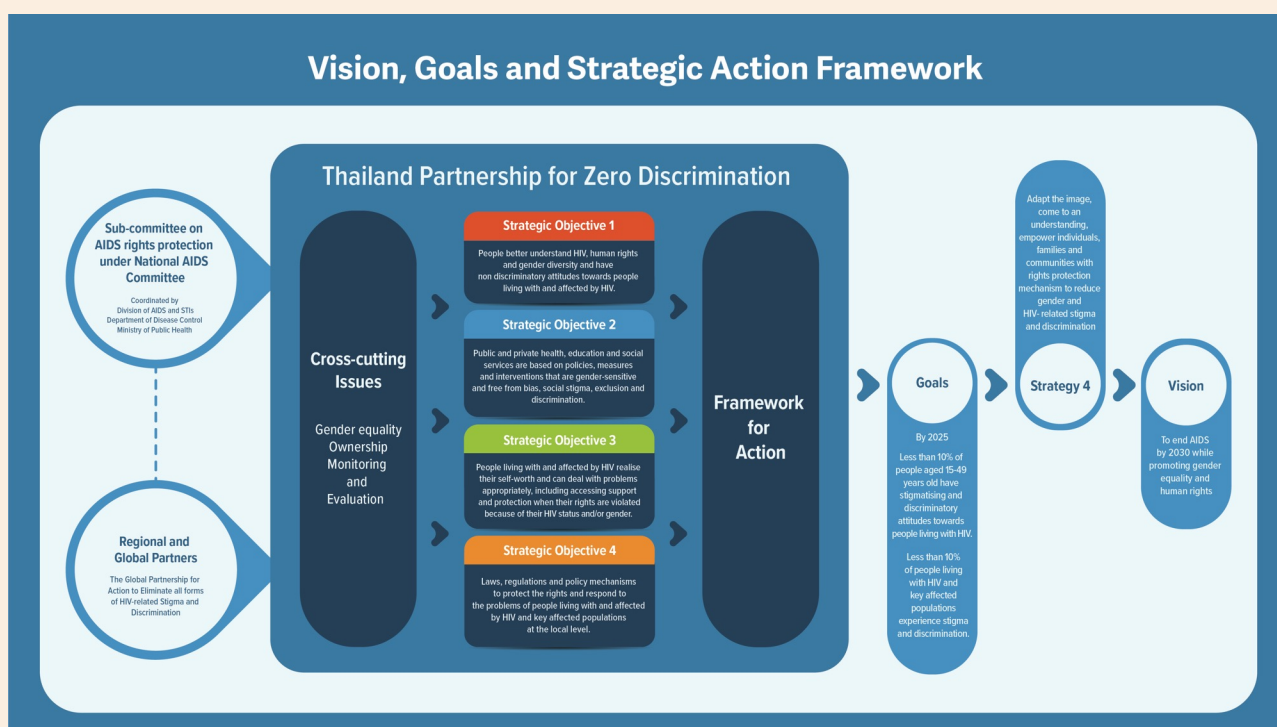 Vision, Goals and Strategic Action Framework
Thailand Partnership for Zero Discrimination
Sub-committee on
AIDS rights protection
under National AIDS
Committee
Coordinated by
Division of AIDS and STIs
Department of Disease Control
Ministry of Public Health
Regional and
Global Partners
The Global Partnership for
Action to Eliminate all forms
of HIV-related Stigma and
Discrimination
Cross-cutting
Issues
Gender equality
Ownership
Monitoring
and
Evaluation
Strategic Objective 1
People better understand HIV, human rights
and gender diversity and have
non discriminatory attitudes towards people
living with and affected by HIV.
Strategic Objective 2
Public and private health, education and social
services are based on policies, measures
and interventions that are gender-sensitive
and free from bias, social stigma, exclusion and
discrimination.
Strategic Objective 3
People living with and affected by HIV realise
their self-worth and can deal with problems
appropriately, including accessing support
and protection when their rights are violated
because of their HIV status and/or gender.
Strategic Objective 4
Laws, regulations and policy mechanisms
to protect the rights and respond to
the problems of people living with and affected
by HIV and key affected populations
at the local level.
Framework
for
Action
Goals
By 2025
Less than 10% of
people aged 15-49
years old have
stigmatising and
discriminatory
attitudes towards
people living with HIV.
Less than 10%
of people living
with HIV and
key affected
populations
experience stigma
and discrimination.
Adapt the image,
come to an
understanding,
empower individuals,
families and
communities with
rights protection
mechanism to reduce
gender and
HIV- related stigma
and discrimination
Strategy 4
Vision
To end AIDS
by 2030 while
promoting gender
equality and
human rights